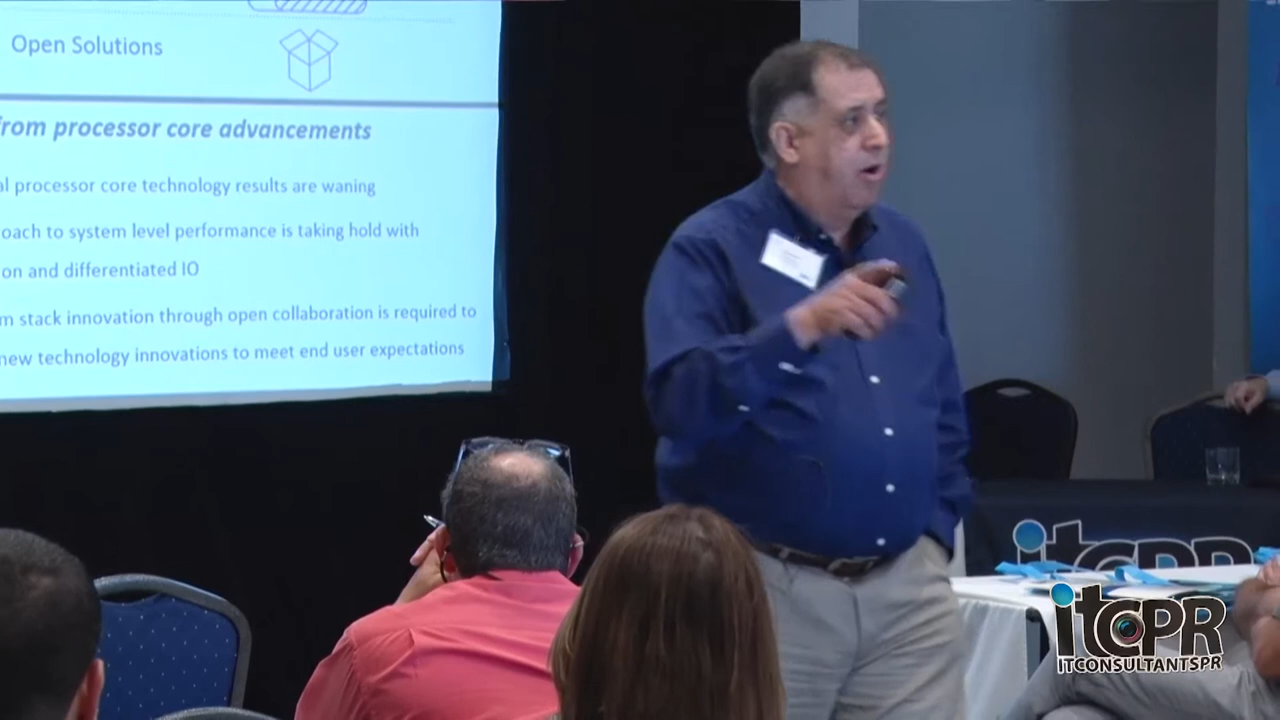 Open Solutions
from processor core advancements
al processor core technology results are waning
oach to system level performance is taking hold with
on and differentiated IO
m stack innovation through open collaboration is required to
new technology innovations to meet end user expectations
itCPR
itCPR
ITCONSULTANTSPR